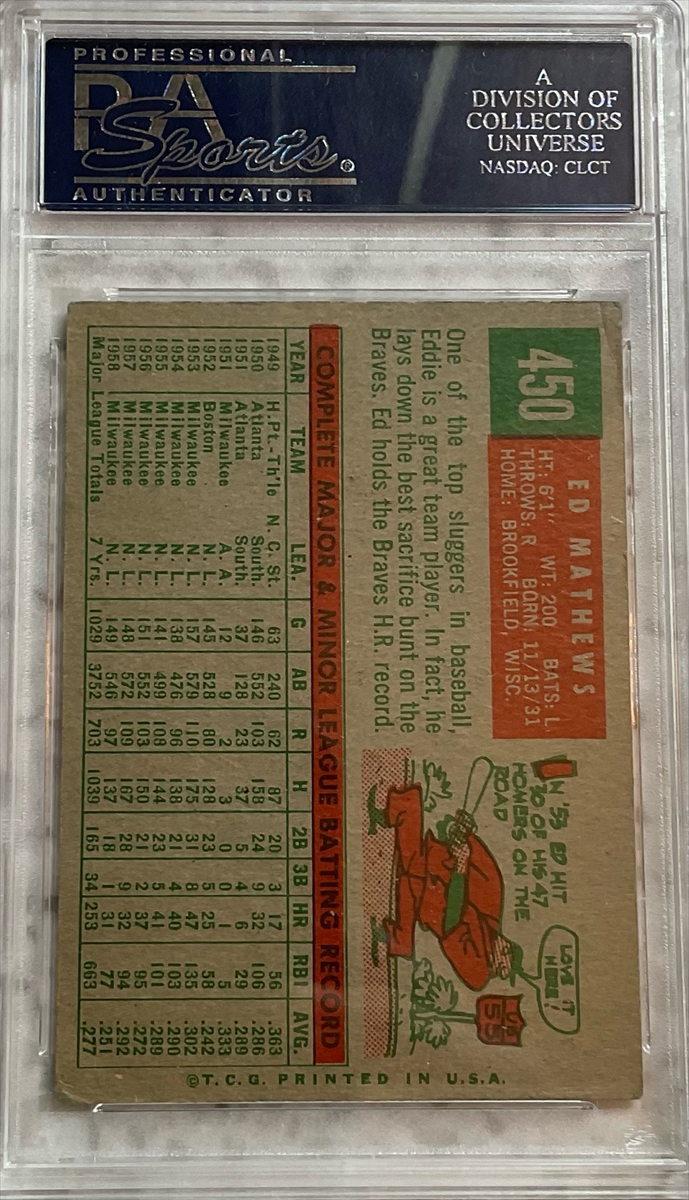 PROFESSIONAL
PSA
Sports®
AUTHENTICATOR
A
DIVISION OF
COLLECTORS
UNIVERSE
NASDAQ: CLCT
450
ED MATHEWS
HT: 6'1" WT: 200 BATS: L
THROWS: R BORN: 11/13/31
HOME: BROOKFIELD, WISC.
One of the top sluggers in baseball,
Eddie is a great team player. In fact, he
lays down the best sacrifice bunt on the
Braves. Ed holds the Braves H.R. record.
IN '53 ED HIT
30 OF HIS 47
HOMERS ON THE
ROAD
LOVE IT
HERE!
US
55
COMPLETE MAJOR & MINOR LEAGUE BATTING RECORD
YEAR TEAM LEA. G AB R H 2B 3B HR RBI AVG.
1949 H.Pt.-Th'le N. C. St. 63 240 62 87 20 3 17 56 .363
1950 Atlanta South. 146 552 103 158 24 9 32 106 .286
1951 Atlanta South. 37 128 23 37 5 4 6 29 .289
1951 Milwaukee A. A. 12 9 2 3 0 0 1 5 .333
1952 Boston N. L. 145 528 80 128 23 5 25 58 .242
1953 Milwaukee N. L. 157 579 110 175 31 8 47 135 .302
1954 Milwaukee N. L. 138 476 96 138 21 4 40 103 .290
1955 Milwaukee N. L. 141 499 108 144 23 5 41 101 .289
1956 Milwaukee N. L. 151 552 103 150 21 2 37 95 .272
1957 Milwaukee N. L. 148 572 109 167 28 9 32 94 .292
1958 Milwaukee N. L. 149 546 97 137 18 1 31 77 .251
Major League Totals 7 Yrs. 1029 3752 703 1039 165 34 253 663 .277
©T.C.G. PRINTED IN U.S.A.